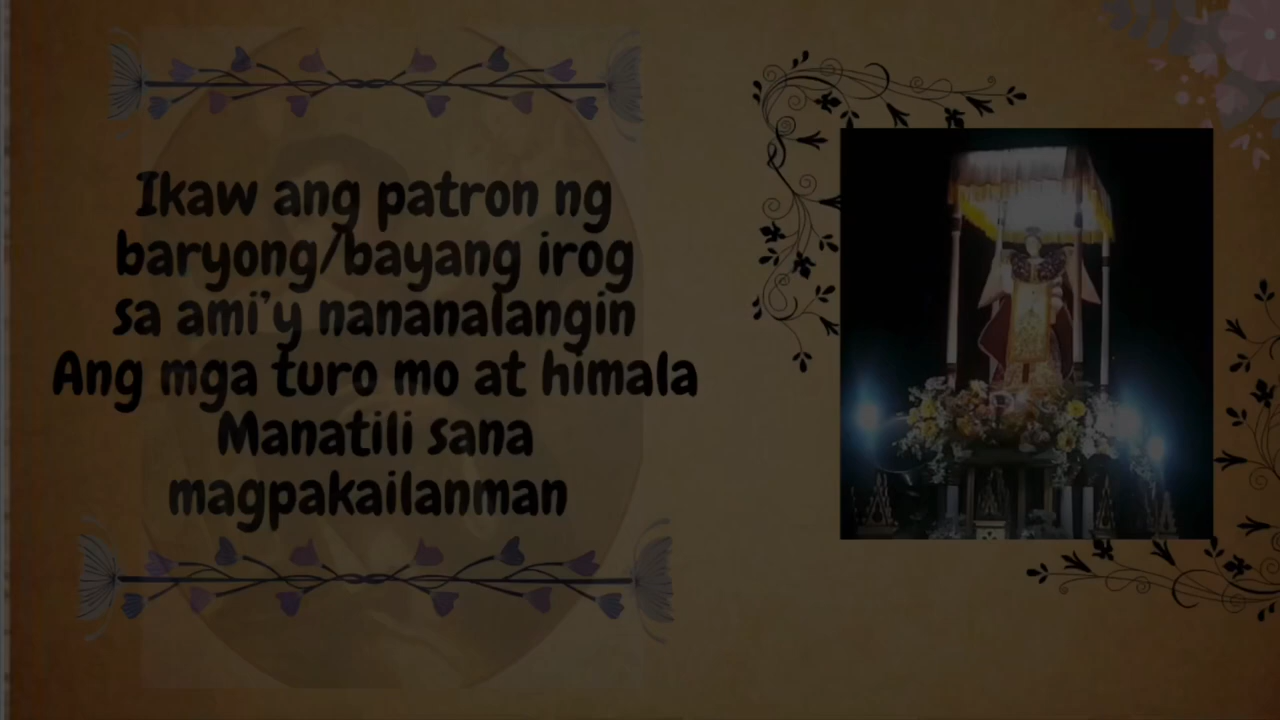 Ikaw ang patron ng
baryong/bayang irog
sa ami'y nananalangin
Ang mga turo mo at himala
Manatili sana
magpakailanman